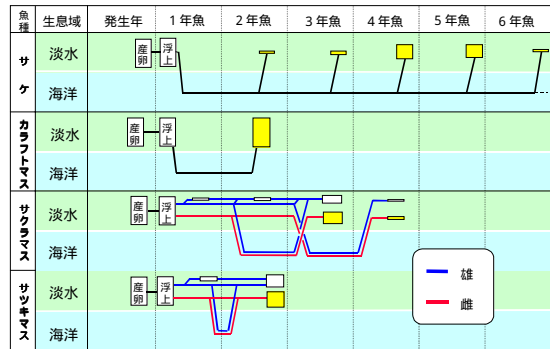 魚種 生息域 発生年 1年魚 2年魚 3年魚 4年魚 5年魚 6年魚
サケ
淡水 産卵 浮上
海洋
カラフトマス
淡水 産卵 浮上
海洋
サクラマス
淡水 産卵 浮上
海洋
サツキマス
淡水 産卵 浮上
海洋
雄
雌